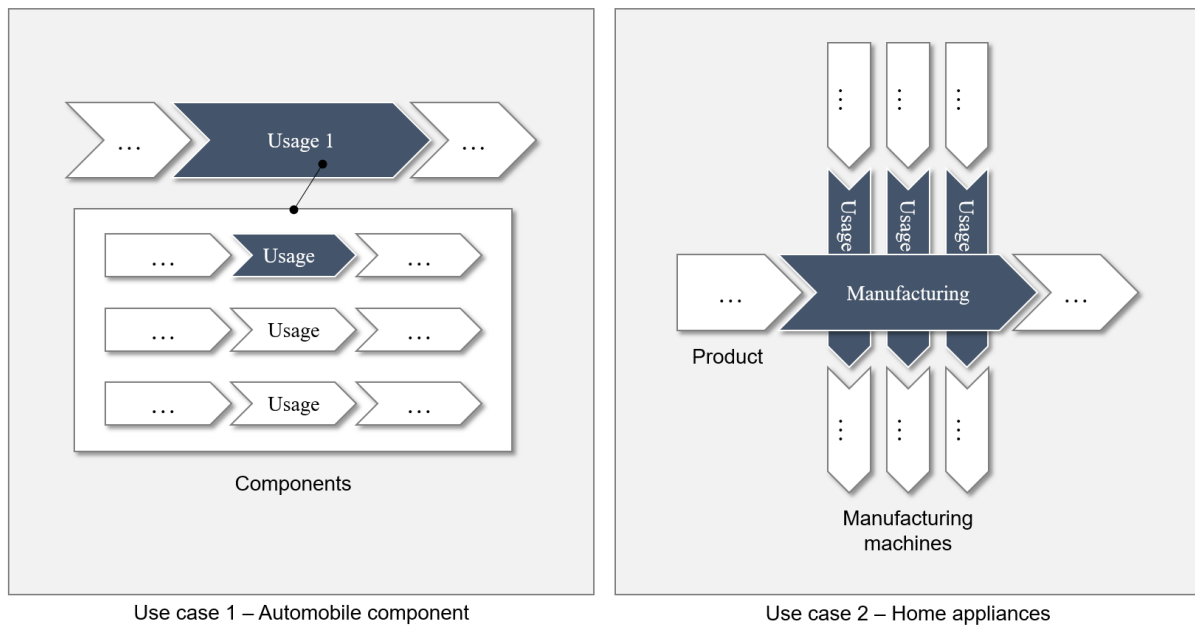 … Usage 1 …
… Usage …
… Usage …
… Usage …
Components
Use case 1 – Automobile component
…
…
…
Usage
Usage
Usage
… Manufacturing …
Product
…
…
…
Manufacturing
machines
Use case 2 – Home appliances